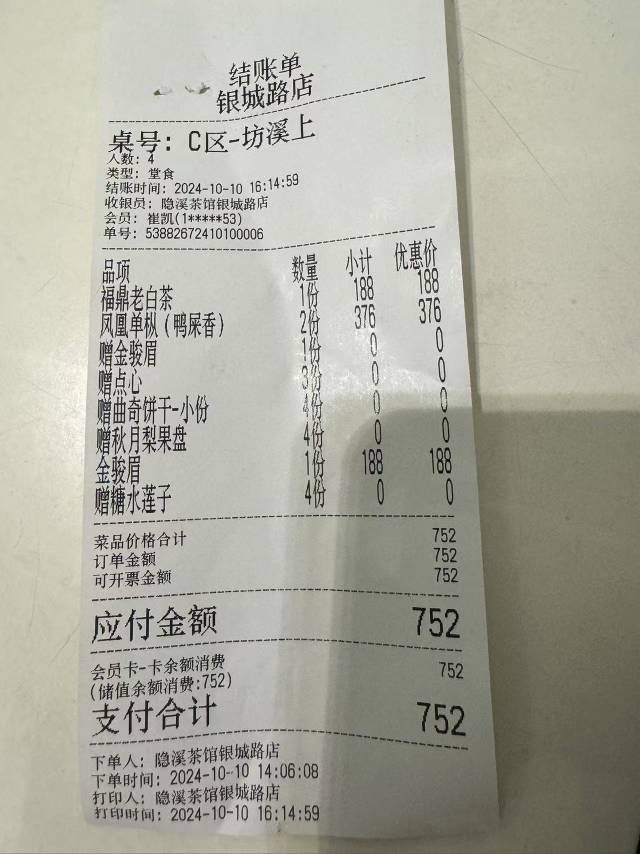 结账单
银城路店
桌号: C区-坊溪上
人数: 4
类型: 堂食
结账时间: 2024-10-10 16:14:59
收银员: 隐溪茶馆银城路店
会员: 崔凯(1*****53)
单号: 53882672410100006
品项 数量 小计 优惠价
福鼎老白茶 1份 188 188
凤凰单枞(鸭屎香) 2份 376 376
赠金骏眉 1份 0 0
赠点心 3份 0 0
赠曲奇饼干-小份 4份 0 0
赠秋月梨果盘 4份 0 0
金骏眉 1份 188 188
赠糖水莲子 4份 0 0
菜品价格合计 752
订单金额 752
可开票金额 752
应付金额 752
会员卡-卡余额消费 752
(储值余额消费:752)
支付合计 752
下单人: 隐溪茶馆银城路店
下单时间: 2024-10-10 14:06:08
打印人: 隐溪茶馆银城路店
打印时间: 2024-10-10 16:14:59